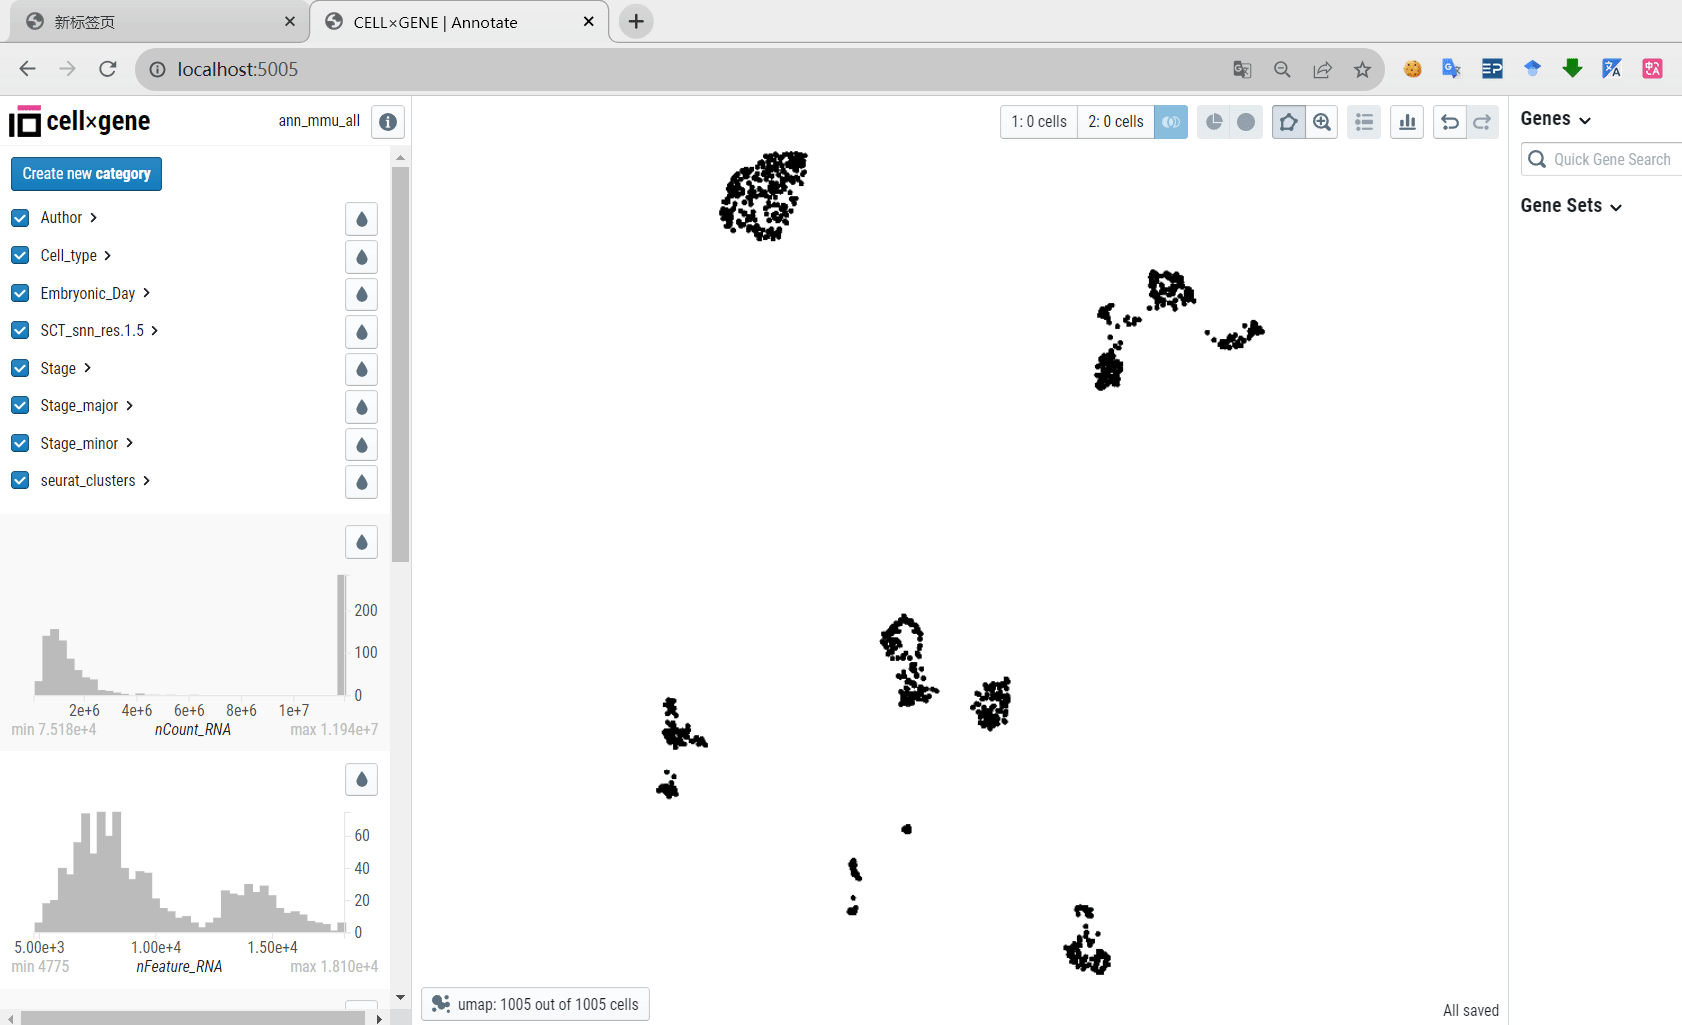 新标签页
CELL×GENE | Annotate
localhost:5005
cell×gene
ann_mmu_all
Create new category
Author
Cell_type
Embryonic_Day
SCT_snn_res.1.5
Stage
Stage_major
Stage_minor
seurat_clusters
200
100
0
2e+6 4e+6 6e+6 8e+6 1e+7
min 7.518e+4 nCount_RNA max 1.194e+7
60
40
20
0
5.00e+3 1.00e+4 1.50e+4
min 4775 nFeature_RNA max 1.810e+4
1: 0 cells 2: 0 cells
umap: 1005 out of 1005 cells
All saved
Genes
Quick Gene Search
Gene Sets